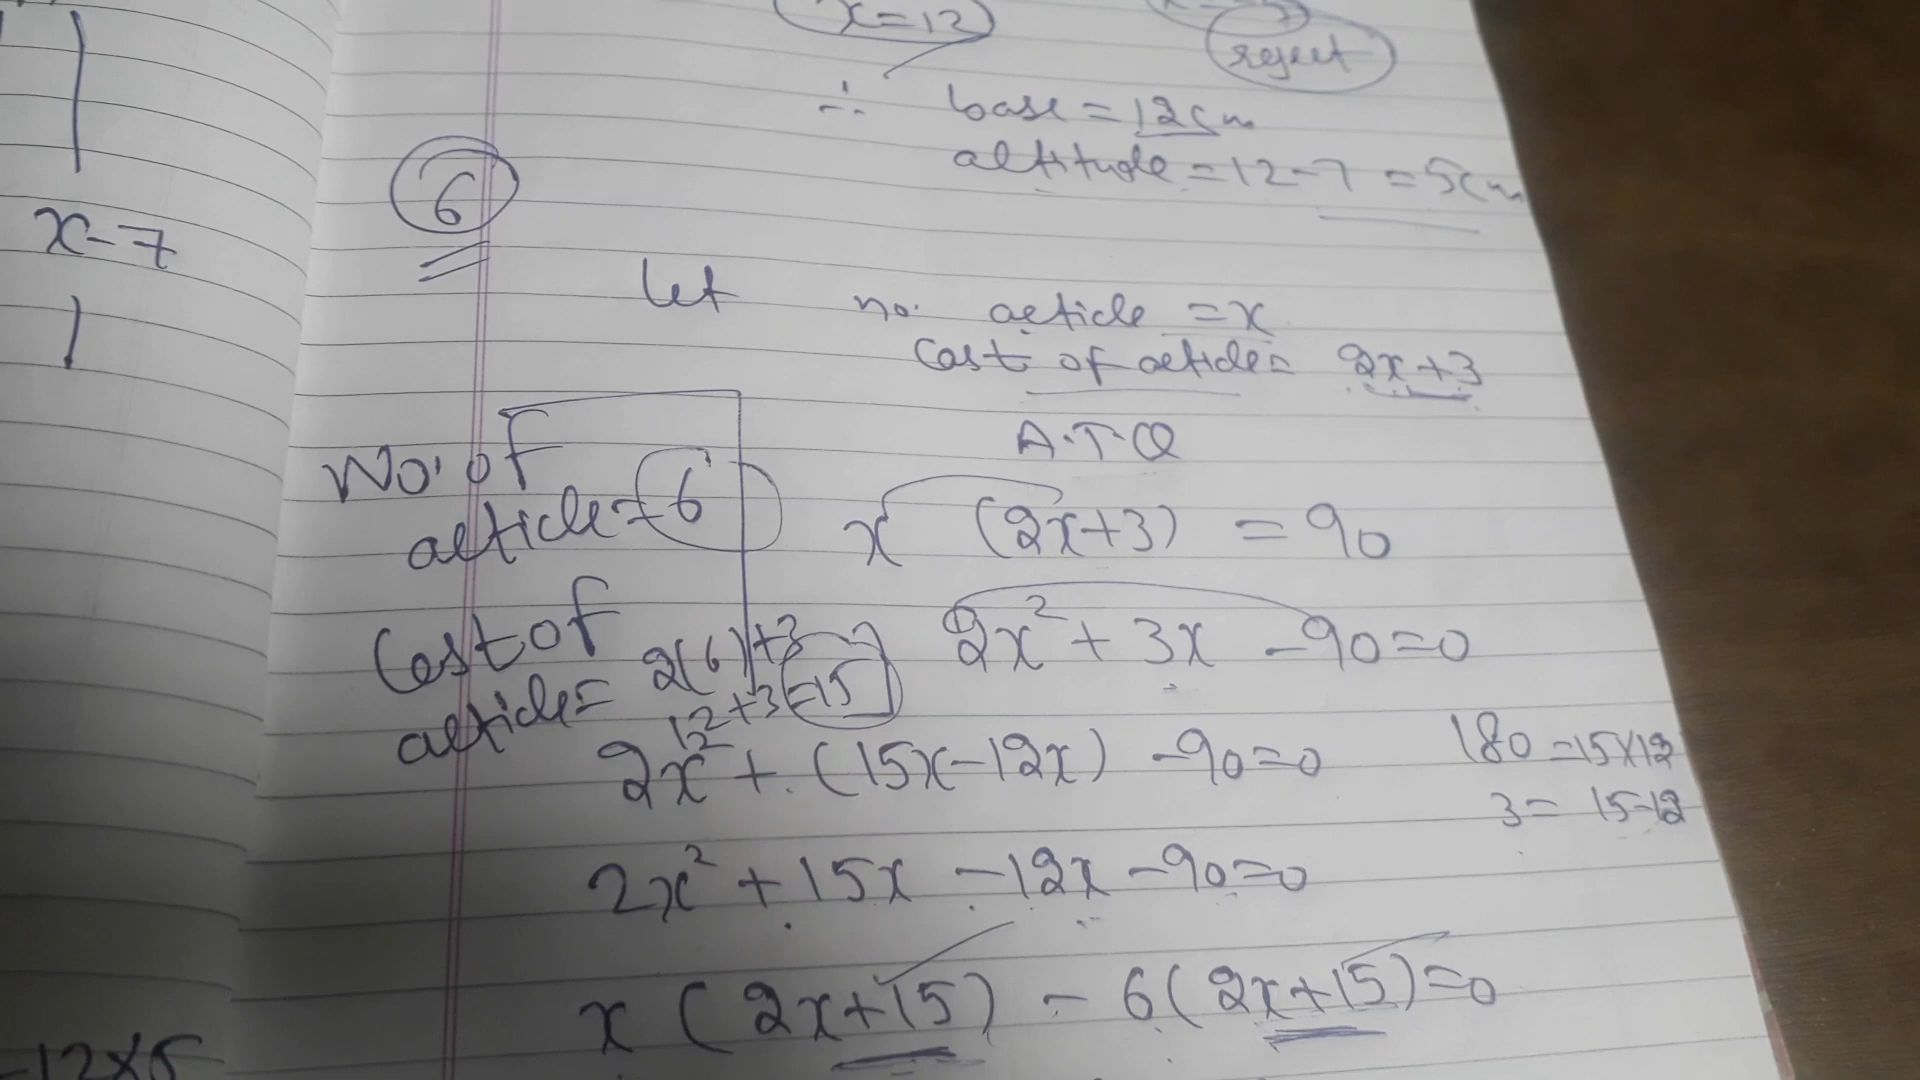 x=12
reject
∴ base = 12cm
altitude = 12-7 = 5cm
x-7
6
Let no. article = x
Cost of article = 2x+3
A.T.Q
No. of
article = 6
x (2x+3) = 90
Cost of
article = 2(6)+3
12+3=15
2x²+ 3x -90=0
2x²+ (15x-12x) -90=0
180 =15x12
3= 15-12
2x²+15x -12x -90=0
x (2x+15) - 6(2x+15)=0
-12x5